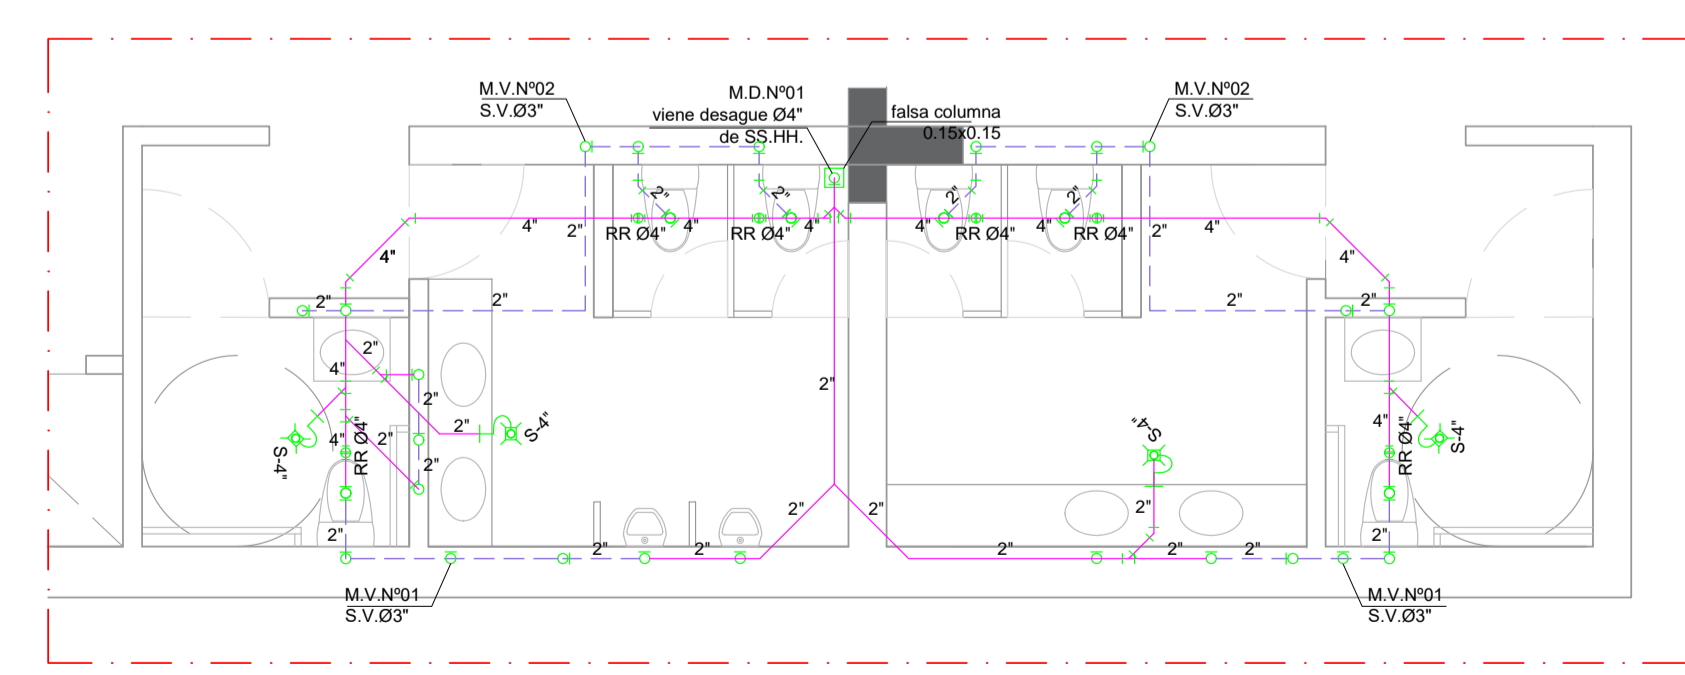 M.V.Nº02
S.V.Ø3"
M.D.Nº01
viene desague Ø4"
de SS.HH.
falsa columna
0.15x0.15
M.V.Nº02
S.V.Ø3"
2"
2"
2"
2"
4"
2"
4"
4"
4"
4"
2"
4"
RR Ø4"
RR Ø4"
RR Ø4"
RR Ø4"
4"
4"
2"
2"
2"
2"
2"
4"
2"
2"
2"
S-4"
S-4"
4"
RR Ø4"
2"
2"
S-4"
4"
RR Ø4"
S-4"
S-4"
2"
2"
2"
2"
2"
2"
2"
2"
2"
2"
2"
M.V.Nº01
S.V.Ø3"
M.V.Nº01
S.V.Ø3"